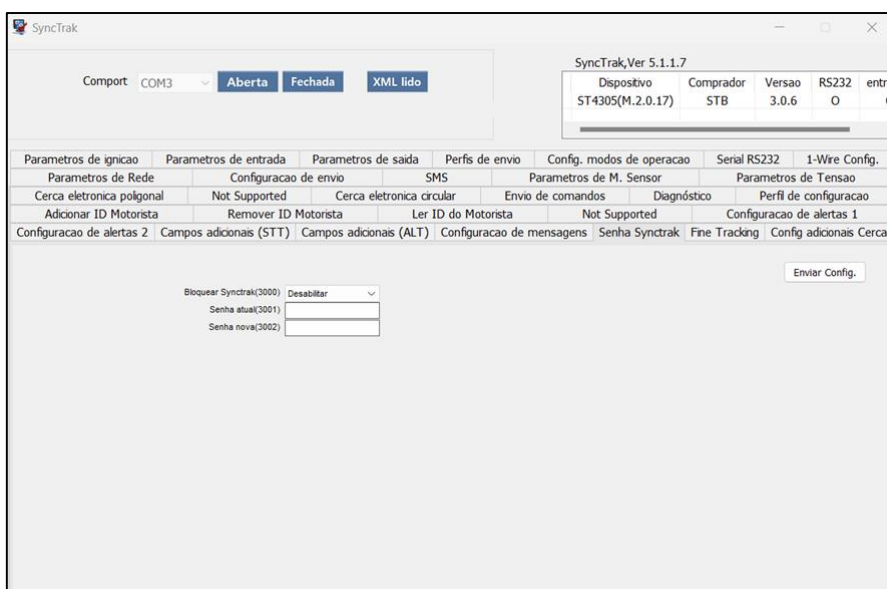 SyncTrak
SyncTrak,Ver 5.1.1.7
Comport COM3 Aberta Fechada XML lido
Dispositivo Comprador Versao RS232 entr
ST4305(M.2.0.17) STB 3.0.6 O
Parametros de ignicao Parametros de entrada Parametros de saida Perfis de envio Config. modos de operacao Serial RS232 1-Wire Config.
Parametros de Rede Configuracao de envio SMS Parametros de M. Sensor Parametros de Tensao
Cerca eletronica poligonal Not Supported Cerca eletronica circular Envio de comandos Diagnóstico Perfil de configuracao
Adicionar ID Motorista Remover ID Motorista Ler ID do Motorista Not Supported Configuracao de alertas 1
Configuracao de alertas 2 Campos adicionais (STT) Campos adicionais (ALT) Configuracao de mensagens Senha Synctrak Fine Tracking Config adicionais Cerca
Enviar Config.
Bloquear Synctrak(3000) Desabilitar
Senha atual(3001)
Senha nova(3002)